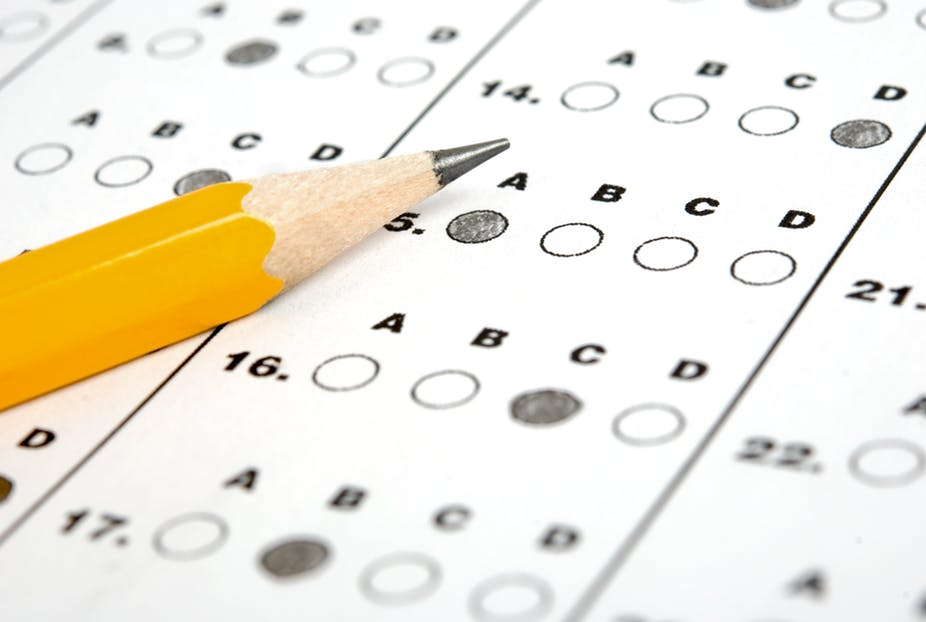 A B C D
A B C D
D
14. A B C D
5. A B C D
16. A B C D
17. A B C D
21.
22. A
A